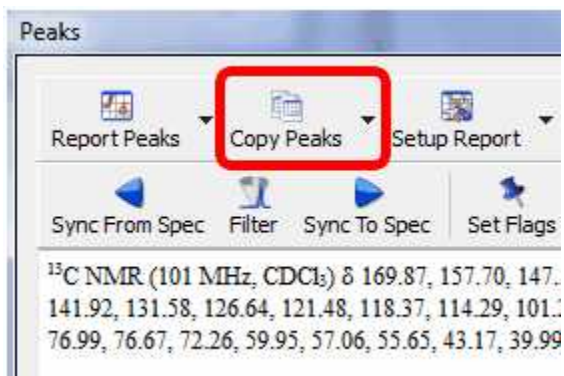 Peaks
Report Peaks Copy Peaks Setup Report
Sync From Spec Filter Sync To Spec Set Flags
¹³C NMR (101 MHz, CDCl₃) δ 169.87, 157.70, 147.
141.92, 131.58, 126.64, 121.48, 118.37, 114.29, 101.2
76.99, 76.67, 72.26, 59.95, 57.06, 55.65, 43.17, 39.99